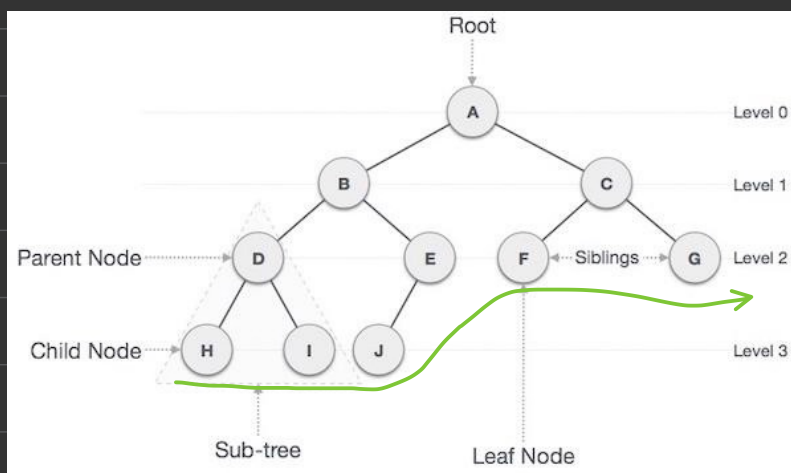 Root
A
Level 0
B
C
Level 1
Parent Node
D
E
F
Siblings
G
Level 2
Child Node
H
I
J
Level 3
Sub-tree
Leaf Node